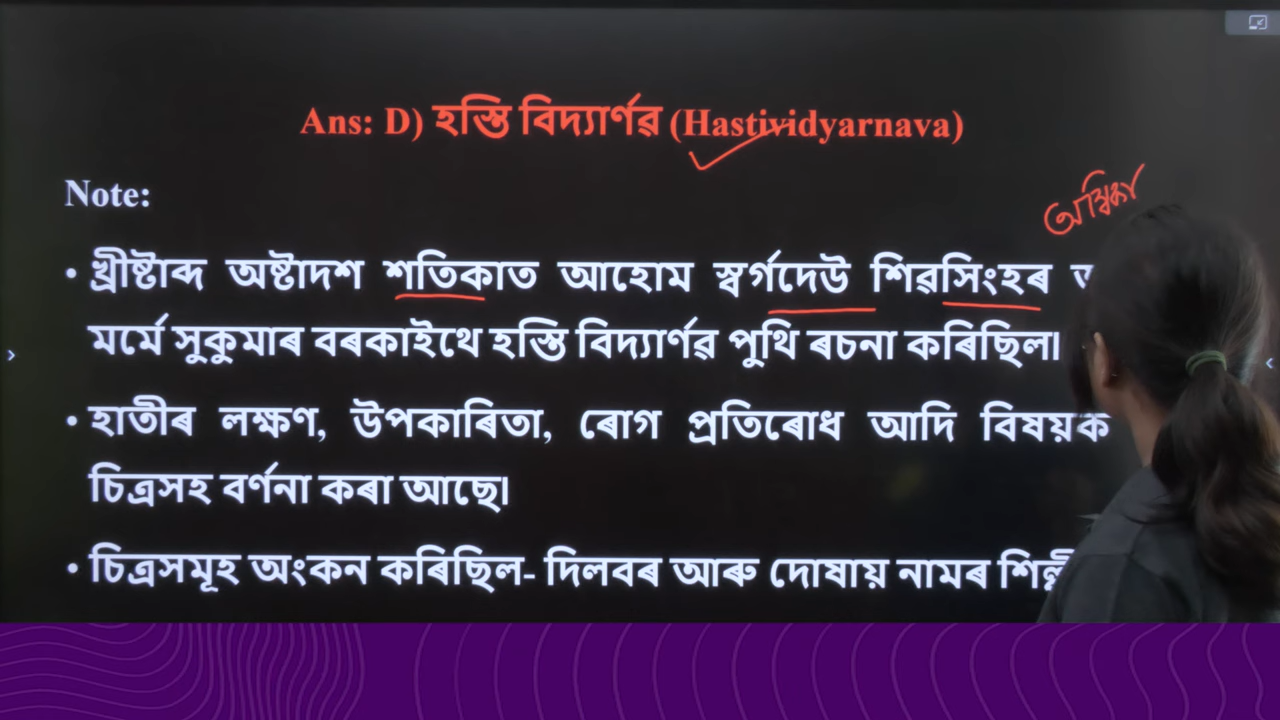 Ans: D) হস্তি বিদ্যাৰ্ণৱ (Hastividyarnava)
Note:
অম্বিকা
• খ্ৰীষ্টাব্দ অষ্টাদশ শতিকাত আহোম স্বৰ্গদেউ শিৱসিংহৰ
মৰ্মে সুকুমাৰ বৰকাইথে হস্তি বিদ্যাৰ্ণৱ পুথি ৰচনা কৰিছিল।
• হাতীৰ লক্ষণ, উপকাৰিতা, ৰোগ প্ৰতিৰোধ আদি বিষয়ক
চিত্ৰসহ বৰ্ণনা কৰা আছে।
• চিত্ৰসমূহ অংকন কৰিছিল- দিলবৰ আৰু দোষায় নামৰ